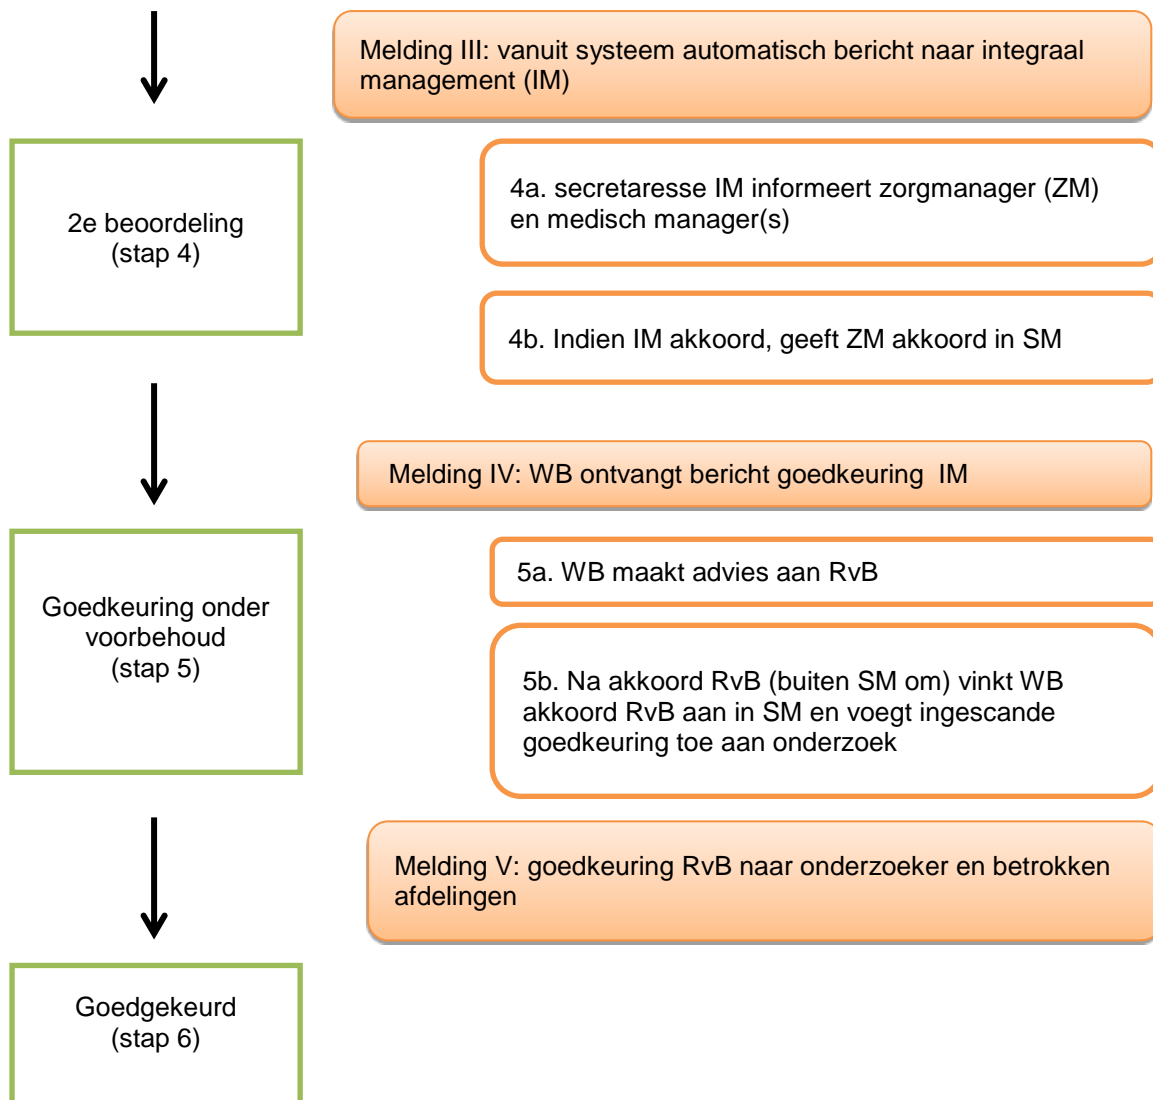 Melding III: vanuit systeem automatisch bericht naar integraal
management (IM)
2e beoordeling
(stap 4)
4a. secretaresse IM informeert zorgmanager (ZM)
en medisch manager(s)
4b. Indien IM akkoord, geeft ZM akkoord in SM
Melding IV: WB ontvangt bericht goedkeuring  IM
Goedkeuring onder
voorbehoud
(stap 5)
5a. WB maakt advies aan RvB
5b. Na akkoord RvB (buiten SM om) vinkt WB
akkoord RvB aan in SM en voegt ingescande
goedkeuring toe aan onderzoek
Melding V: goedkeuring RvB naar onderzoeker en betrokken
afdelingen
Goedgekeurd
(stap 6)